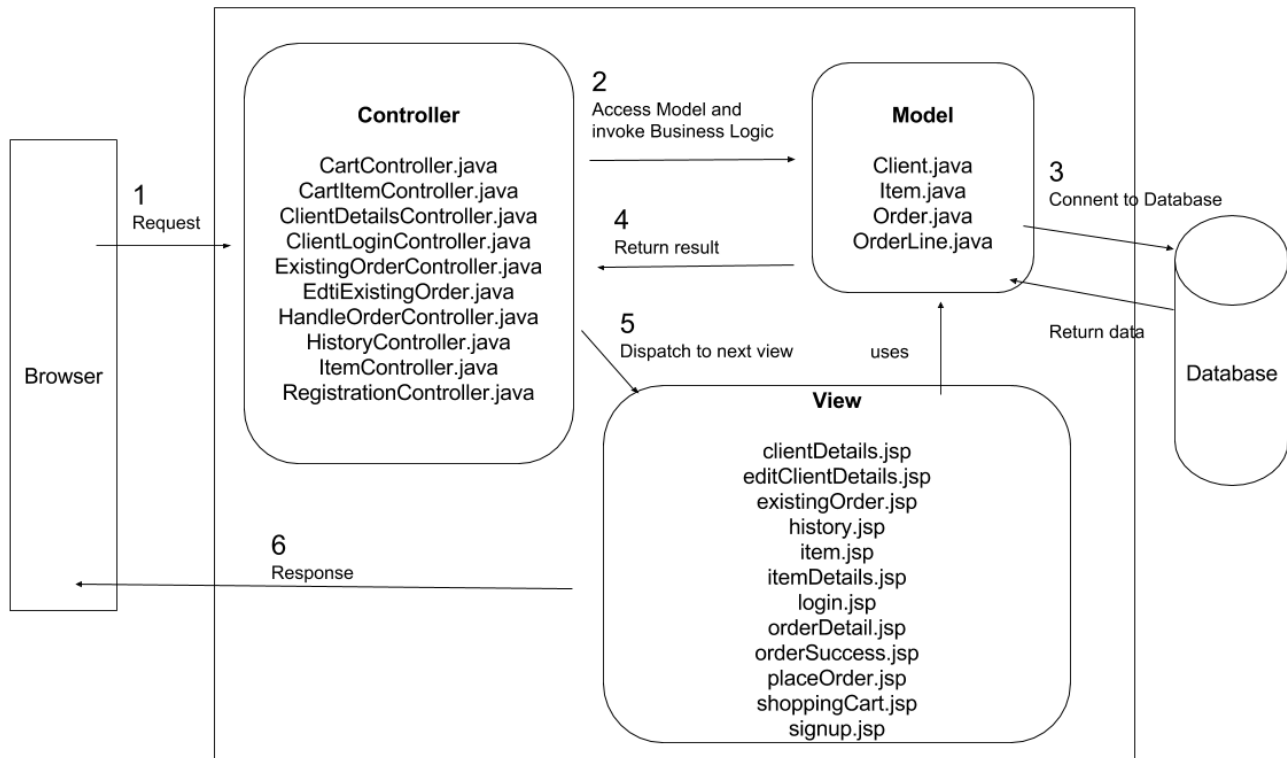 Browser
1
Request
Controller
CartController.java
CartItemController.java
ClientDetailsController.java
ClientLoginController.java
ExistingOrderController.java
EdtiExistingOrder.java
HandleOrderController.java
HistoryController.java
ItemController.java
RegistrationController.java
2
Access Model and
invoke Business Logic
4
Return result
Model
Client.java
Item.java
Order.java
OrderLine.java
3
Connent to Database
Return data
Database
5
Dispatch to next view
uses
View
clientDetails.jsp
editClientDetails.jsp
existingOrder.jsp
history.jsp
item.jsp
itemDetails.jsp
login.jsp
orderDetail.jsp
orderSuccess.jsp
placeOrder.jsp
shoppingCart.jsp
signup.jsp
6
Response